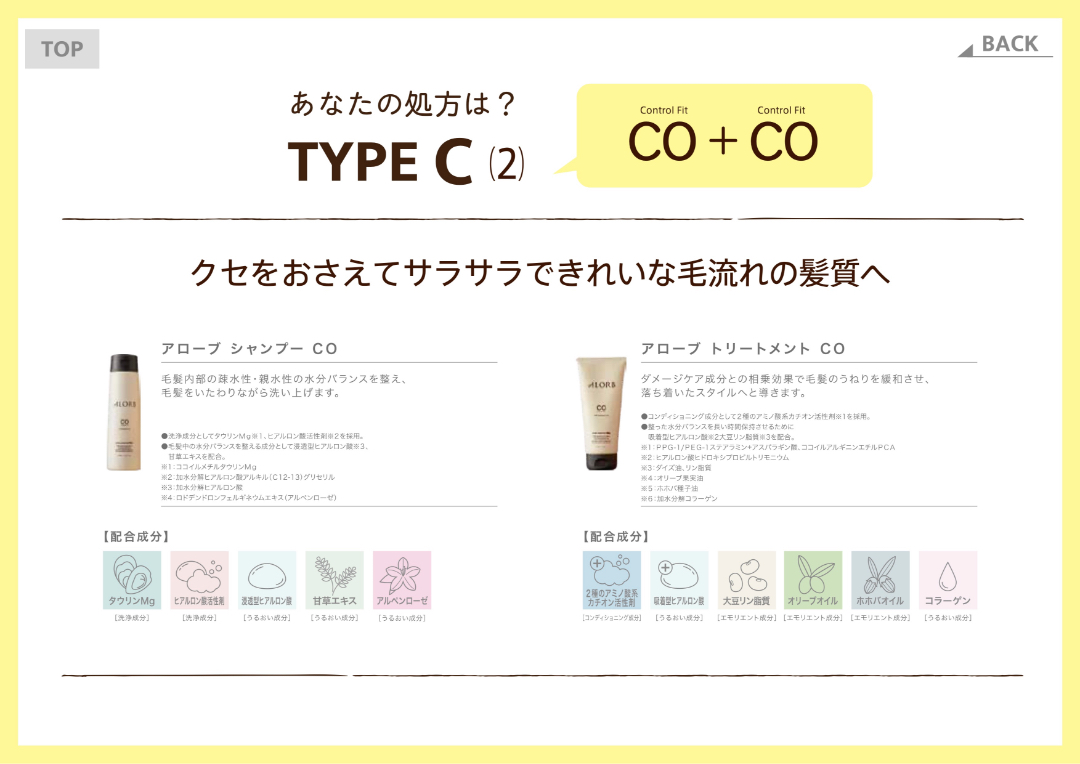 TOP
BACK
あなたの処方は？
TYPE C (2)
Control Fit
Control Fit
CO + CO
クセをおさえてサラサラできれいな毛流れの髪質へ
アローブ シャンプー CO
毛髪内部の疎水性・親水性の水分バランスを整え、
毛髪をいたわりながら洗い上げます。
●洗浄成分としてタウリンMg※1、ヒアルロン酸活性剤※2を採用。
●毛髪中の水分バランスを整える成分として浸透型ヒアルロン酸※3、
甘草エキスを配合。
※1：ココイルメチルタウリンMg
※2：加水分解ヒアルロン酸アルキル(C12-13)グリセリル
※3：加水分解ヒアルロン酸
※4：ロドデンドロンフェルギネウムエキス(アルペンローゼ)
ALORB
CO
【配合成分】
タウリンMg
ヒアルロン酸活性剤
浸透型ヒアルロン酸
甘草エキス
アルペンローゼ
[洗浄成分]
[洗浄成分]
[うるおい成分]
[うるおい成分]
[うるおい成分]
アローブ トリートメント CO
ダメージケア成分との相乗効果で毛髪のうねりを緩和させ、
落ち着いたスタイルへと導きます。
●コンディショニング成分として2種のアミノ酸系カチオン活性剤※1を採用。
●整った水分バランスを長い時間保持させるために
吸着型ヒアルロン酸※2大豆リン脂質※3を配合。
※1：PPG-1/PEG-1ステアラミン+アスパラギン酸、ココイルアルギニンエチルPCA
※2：ヒアルロン酸ヒドロキシプロピルトリモニウム
※3：ダイズ油、リン脂質
※4：オリーブ果実油
※5：ホホバ種子油
※6：加水分解コラーゲン
ALORB
CO
【配合成分】
2種のアミノ酸系
カチオン活性剤
吸着型ヒアルロン酸
大豆リン脂質
オリーブオイル
ホホバオイル
コラーゲン
[コンディショニング成分]
[うるおい成分]
[エモリエント成分]
[エモリエント成分]
[エモリエント成分]
[うるおい成分]